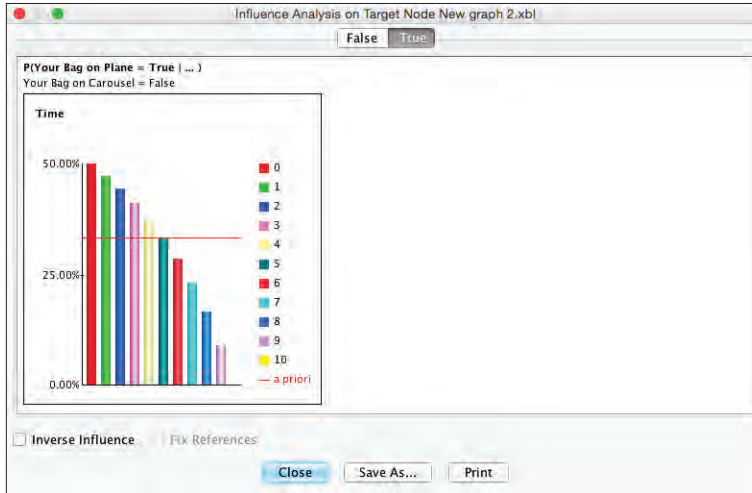 Influence Analysis on Target Node New graph 2.xbl
False True
P(Your Bag on Plane = True | ... )
Your Bag on Carousel = False
Time
50.00%
25.00%
0.00%
0
1
2
3
4
5
6
7
8
9
10
a priori
Inverse Influence Fix References
Close Save As... Print